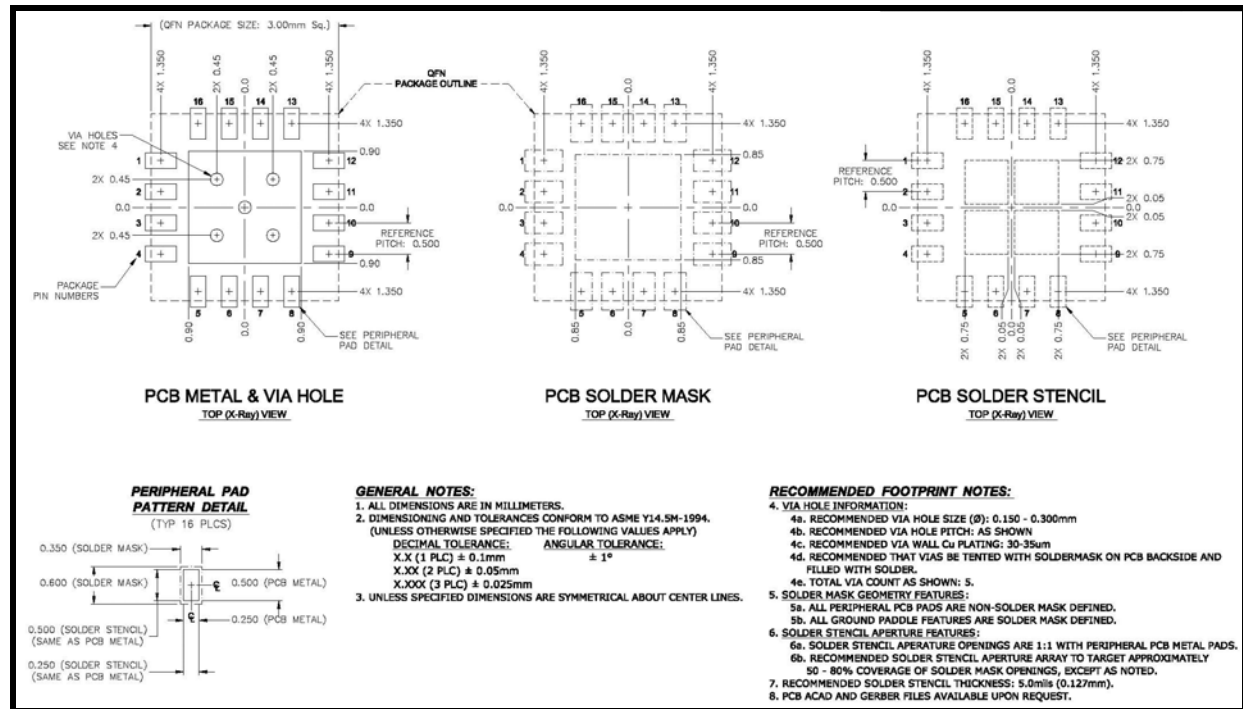 (QFN PACKAGE SIZE: 3.00mm Sq.)
4X 1.350
2X 0.45
0.0
2X 0.45
4X 1.350
16 15 14 13
4X 1.350
VIA HOLES
SEE NOTE 4
0.90
1
12
2X 0.45
2
11
0.0
0.0
3
10
REFERENCE
PITCH: 0.500
2X 0.45
4
9
0.90
PACKAGE
PIN NUMBERS
4X 1.350
5 6 7 8
0.90
0.0
0.90
SEE PERIPHERAL
PAD DETAIL
PCB METAL & VIA HOLE
TOP (X-Ray) VIEW
QFN
PACKAGE OUTLINE
4X 1.350
0.0
4X 1.350
16 15 14 13
4X 1.350
0.85
1
12
2
11
0.0
0.0
3
10
REFERENCE
PITCH: 0.500
4
9
0.85
4X 1.350
5 6 7 8
0.85
0.0
0.85
SEE PERIPHERAL
PAD DETAIL
PCB SOLDER MASK
TOP (X-Ray) VIEW
4X 1.350
0.0
4X 1.350
16 15 14 13
4X 1.350
1
12
2X 0.75
REFERENCE
PITCH: 0.500
2
11
2X 0.05
0.0
0.0
2X 0.05
3
10
4
9
2X 0.75
4X 1.350
5 6 7 8
2X 0.75
2X 0.05
0.0
2X 0.05
2X 0.75
SEE PERIPHERAL
PAD DETAIL
PCB SOLDER STENCIL
TOP (X-Ray) VIEW
PERIPHERAL PAD
PATTERN DETAIL
(TYP 16 PLCS)
0.350 (SOLDER MASK)
0.600 (SOLDER MASK)
0.500 (PCB METAL)
0.250 (PCB METAL)
0.500 (SOLDER STENCIL)
(SAME AS PCB METAL)
0.250 (SOLDER STENCIL)
(SAME AS PCB METAL)
GENERAL NOTES:
1. ALL DIMENSIONS ARE IN MILLIMETERS.
2. DIMENSIONING AND TOLERANCES CONFORM TO ASME Y14.5M-1994.
(UNLESS OTHERWISE SPECIFIED THE FOLLOWING VALUES APPLY)
DECIMAL TOLERANCE: ANGULAR TOLERANCE:
X.X (1 PLC) ± 0.1mm ± 1°
X.XX (2 PLC) ± 0.05mm
X.XXX (3 PLC) ± 0.025mm
3. UNLESS SPECIFIED DIMENSIONS ARE SYMMETRICAL ABOUT CENTER LINES.
RECOMMENDED FOOTPRINT NOTES:
4. VIA HOLE INFORMATION:
4a. RECOMMENDED VIA HOLE SIZE (Ø): 0.150 - 0.300mm
4b. RECOMMENDED VIA HOLE PITCH: AS SHOWN
4c. RECOMMENDED VIA WALL Cu PLATING: 30-35um
4d. RECOMMENDED THAT VIAS BE TENTED WITH SOLDERMASK ON PCB BACKSIDE AND
FILLED WITH SOLDER.
4e. TOTAL VIA COUNT AS SHOWN: 5.
5. SOLDER MASK GEOMETRY FEATURES:
5a. ALL PERIPHERAL PCB PADS ARE NON-SOLDER MASK DEFINED.
5b. ALL GROUND PADDLE FEATURES ARE SOLDER MASK DEFINED.
6. SOLDER STENCIL APERTURE FEATURES:
6a. SOLDER STENCIL APERATURE OPENINGS ARE 1:1 WITH PERIPHERAL PCB METAL PADS.
6b. RECOMMENDED SOLDER STENCIL APERTURE ARRAY TO TARGET APPROXIMATELY
50 - 80% COVERAGE OF SOLDER MASK OPENINGS, EXCEPT AS NOTED.
7. RECOMMENDED SOLDER STENCIL THICKNESS: 5.0mils (0.127mm).
8. PCB ACAD AND GERBER FILES AVAILABLE UPON REQUEST.